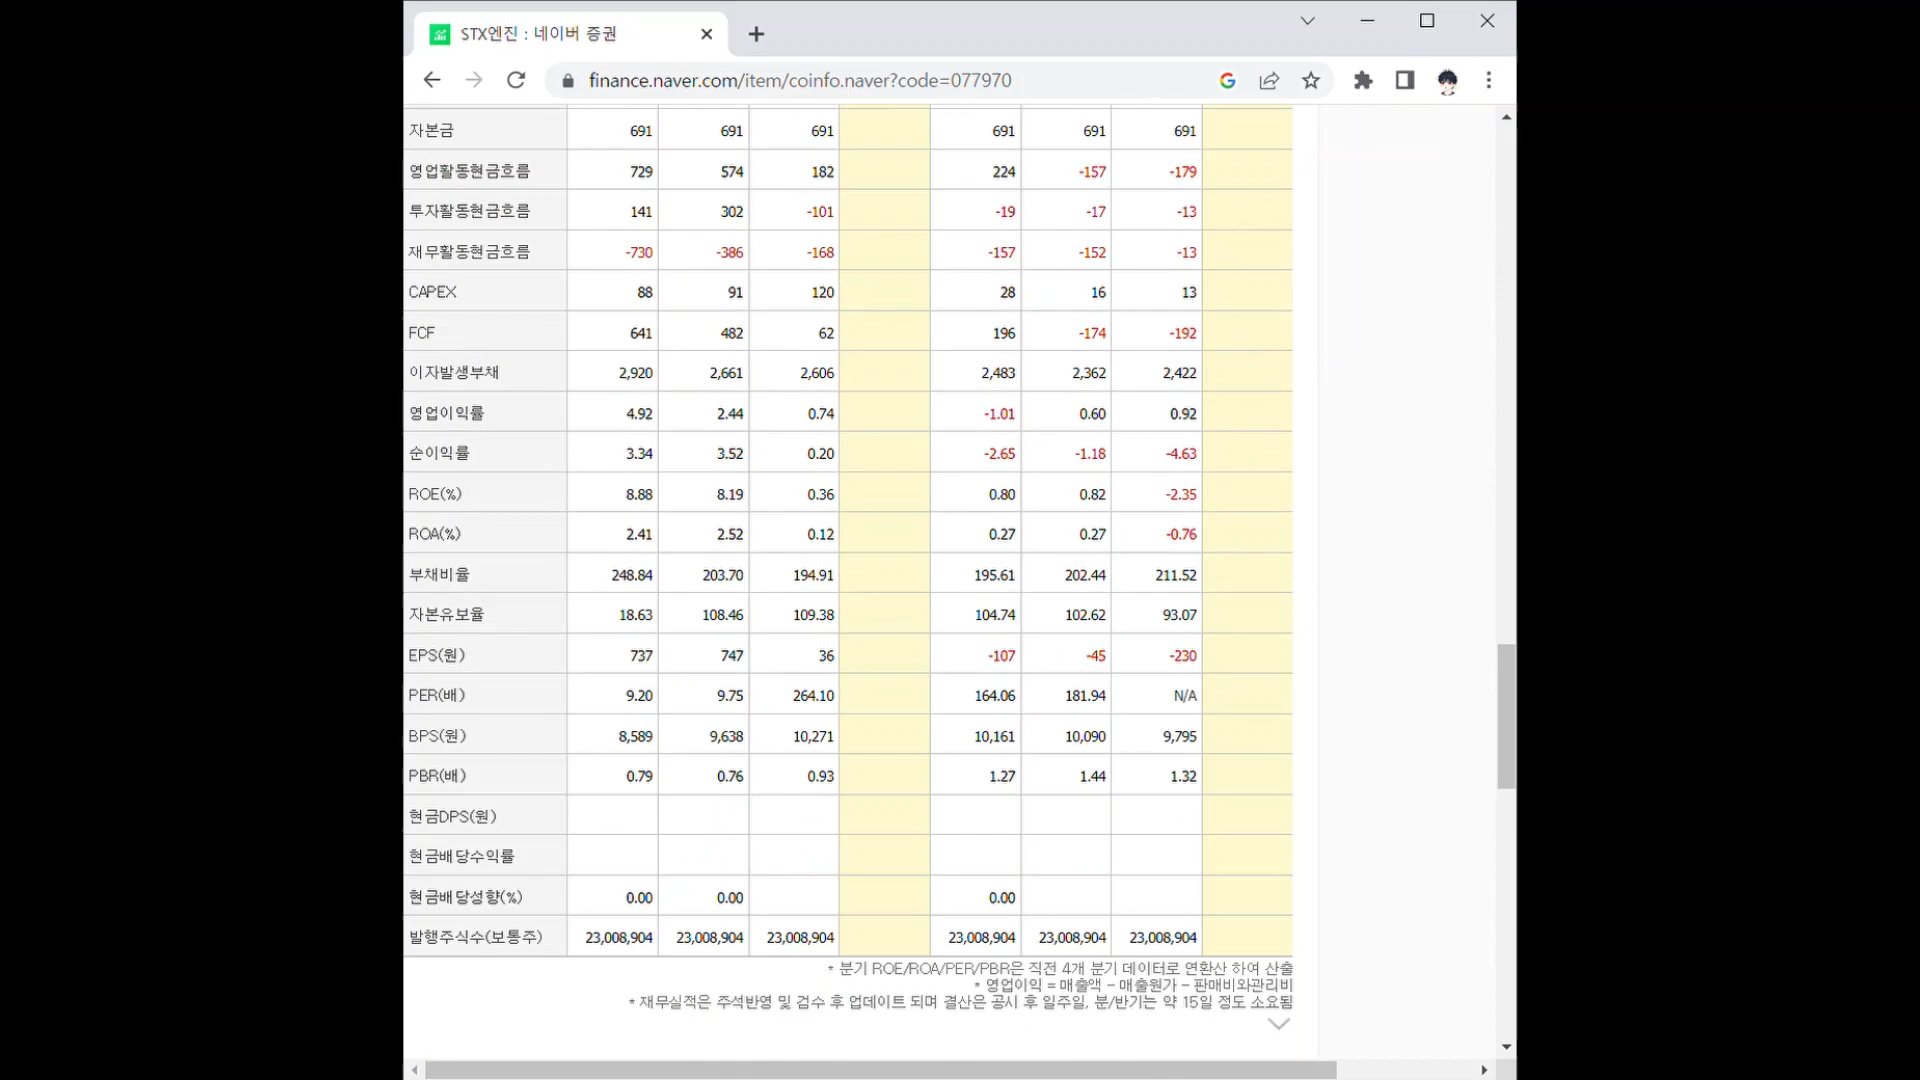 STX엔진 : 네이버 증권
finance.naver.com/item/coinfo.naver?code=077970
자본금 691 691 691 691 691 691
영업활동현금흐름 729 574 182 224 -157 -179
투자활동현금흐름 141 302 -101 -19 -17 -13
재무활동현금흐름 -730 -386 -168 -157 -152 -13
CAPEX 88 91 120 28 16 13
FCF 641 482 62 196 -174 -192
이자발생부채 2,920 2,661 2,606 2,483 2,362 2,422
영업이익률 4.92 2.44 0.74 -1.01 0.60 0.92
순이익률 3.34 3.52 0.20 -2.65 -1.18 -4.63
ROE(%) 8.88 8.19 0.36 0.80 0.82 -2.35
ROA(%) 2.41 2.52 0.12 0.27 0.27 -0.76
부채비율 248.84 203.70 194.91 195.61 202.44 211.52
자본유보율 18.63 108.46 109.38 104.74 102.62 93.07
EPS(원) 737 747 36 -107 -45 -230
PER(배) 9.20 9.75 264.10 164.06 181.94 N/A
BPS(원) 8,589 9,638 10,271 10,161 10,090 9,795
PBR(배) 0.79 0.76 0.93 1.27 1.44 1.32
현금DPS(원)
현금배당수익률
현금배당성향(%) 0.00 0.00 0.00
발행주식수(보통주) 23,008,904 23,008,904 23,008,904 23,008,904 23,008,904 23,008,904
* 분기 ROE/ROA/PER/PBR은 직전 4개 분기 데이터로 연환산 하여 산출
* 영업이익 = 매출액 - 매출원가 - 판매비와관리비
* 재무실적은 주석반영 및 검수 후 업데이트 되며 결산은 공시 후 일주일, 분/반기는 약 15일 정도 소요됨